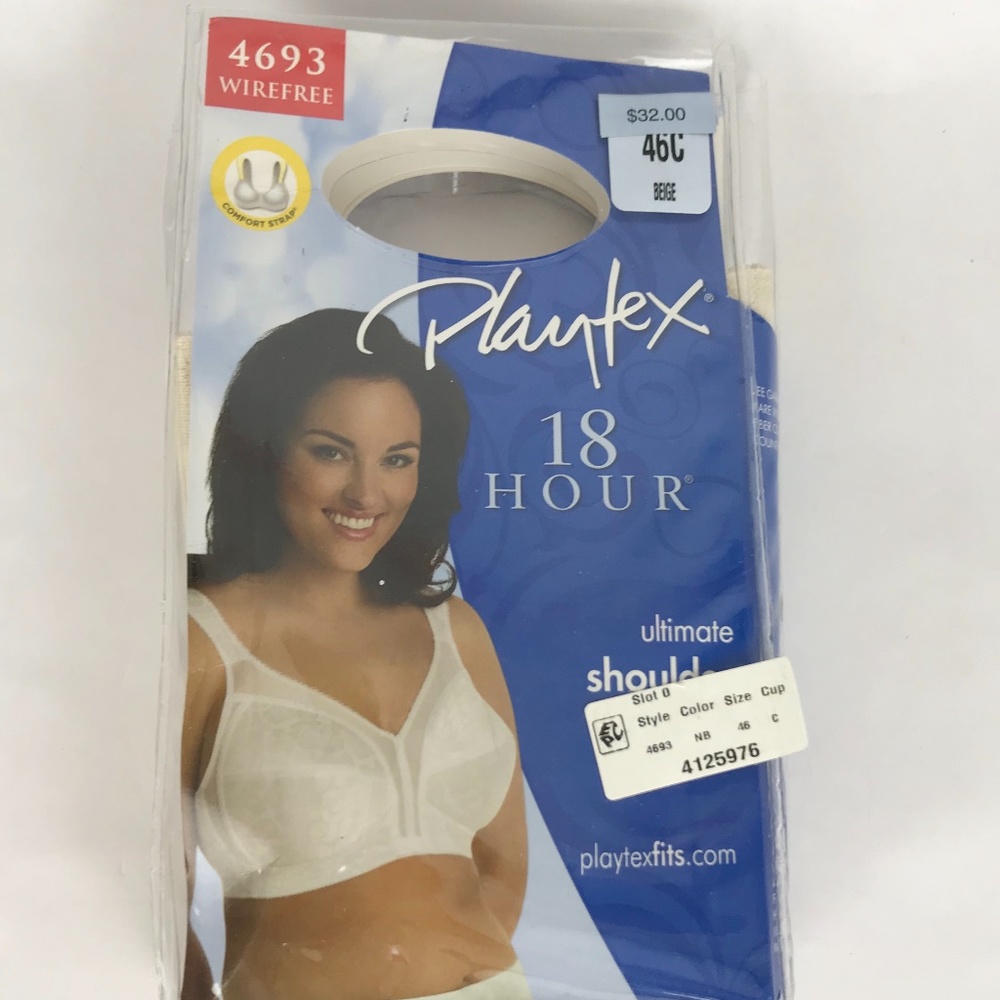 4693
WIREFREE
$32.00
46C
BEIGE
COMFORT STRAP
Playtex®
18
HOUR®
ultimate
Slot 0
Style Color Size Cup
4693 NB 46 C
4125976
playtexfits.com